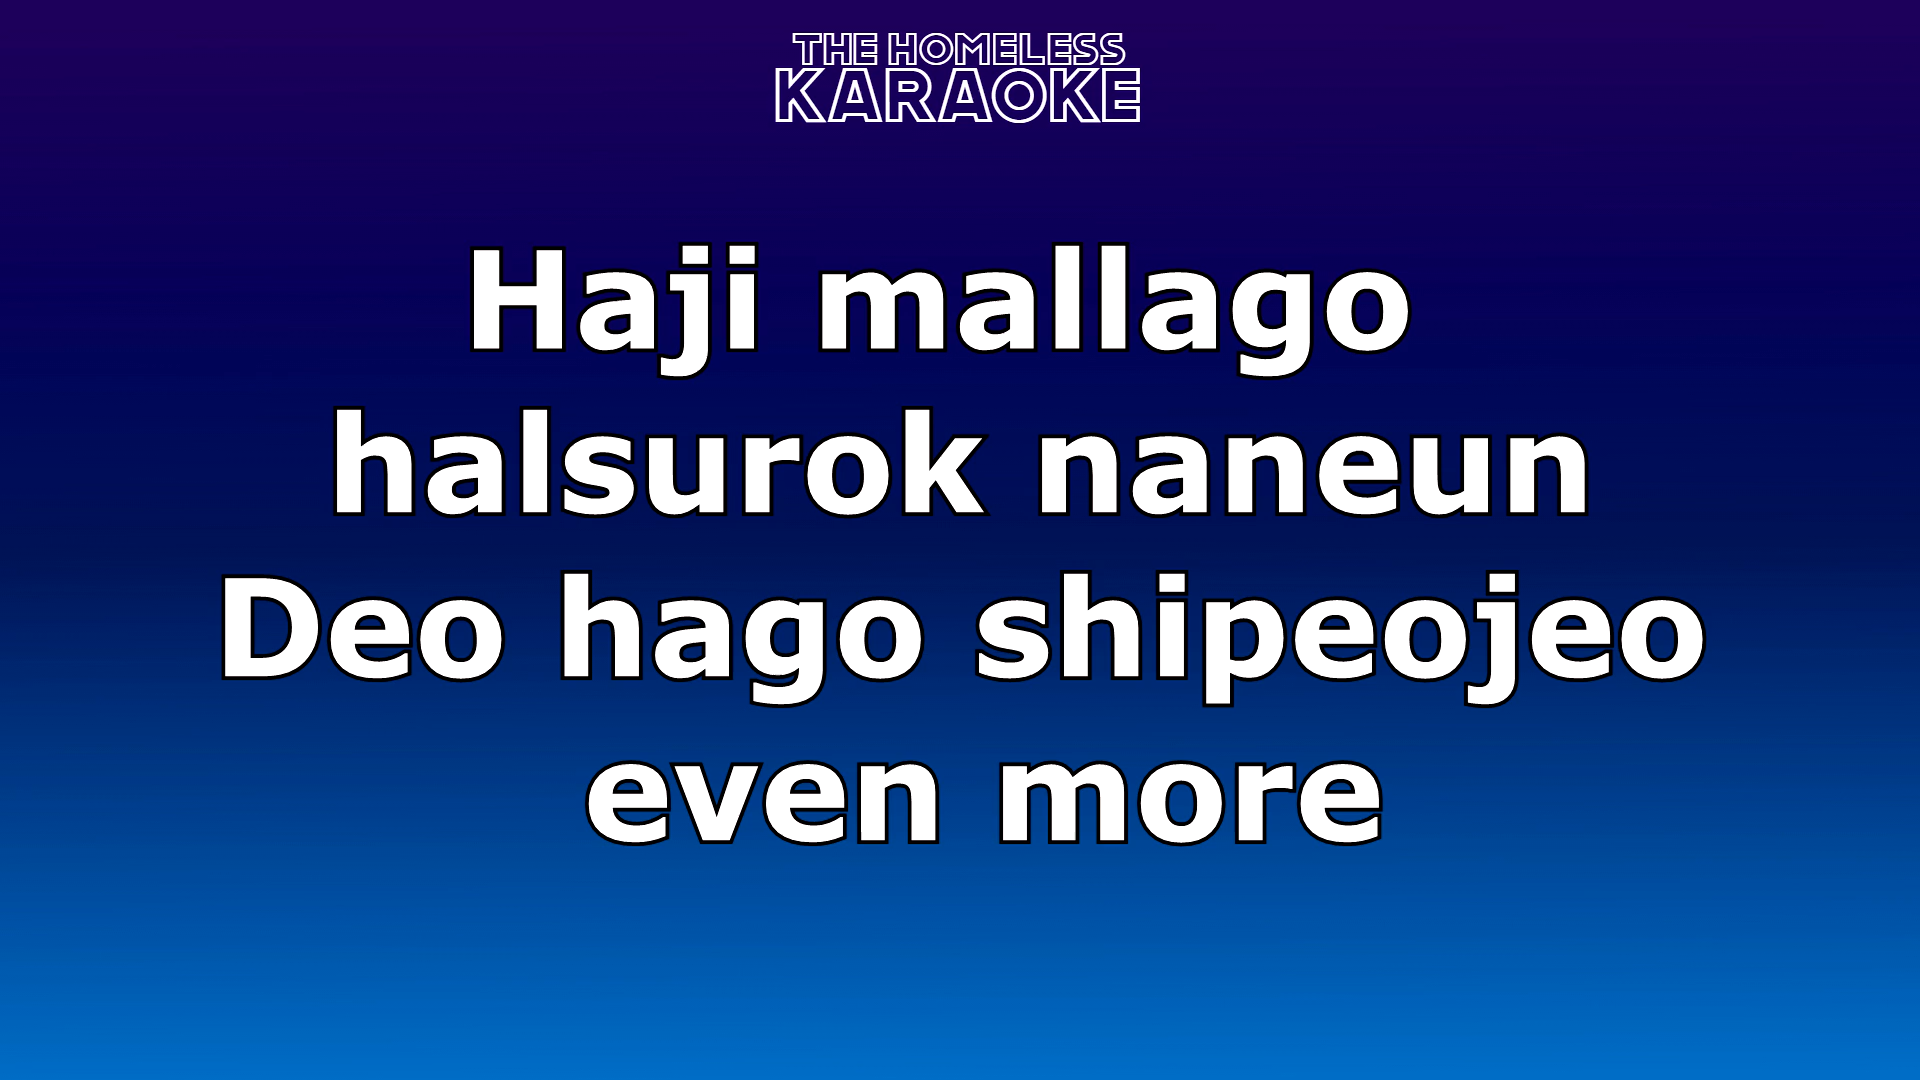 THE HOMELESS
KARAOKE
Haji mallago
halsurok naneun
Deo hago shipeojeo
even more